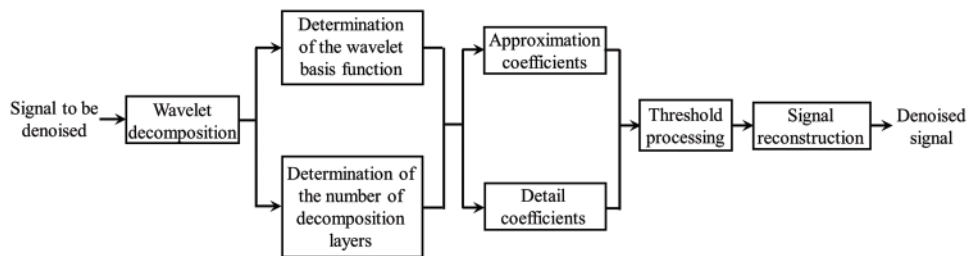 Signal to be
denoised
Wavelet
decomposition
Determination
of the wavelet
basis function
Determination of
the number of
decomposition
layers
Approximation
coefficients
Detail
coefficients
Threshold
processing
Signal
reconstruction
Denoised
signal